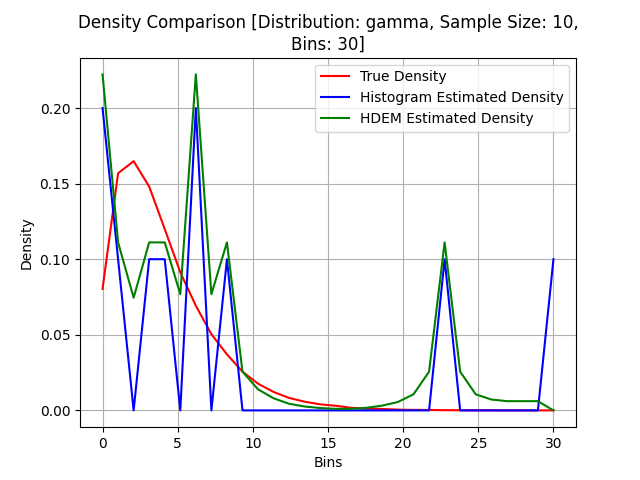 Density Comparison [Distribution: gamma, Sample Size: 10,
Bins: 30]
True Density
Histogram Estimated Density
HDEM Estimated Density
Density
0.20
0.15
0.10
0.05
0.00
0 5 10 15 20 25 30
Bins